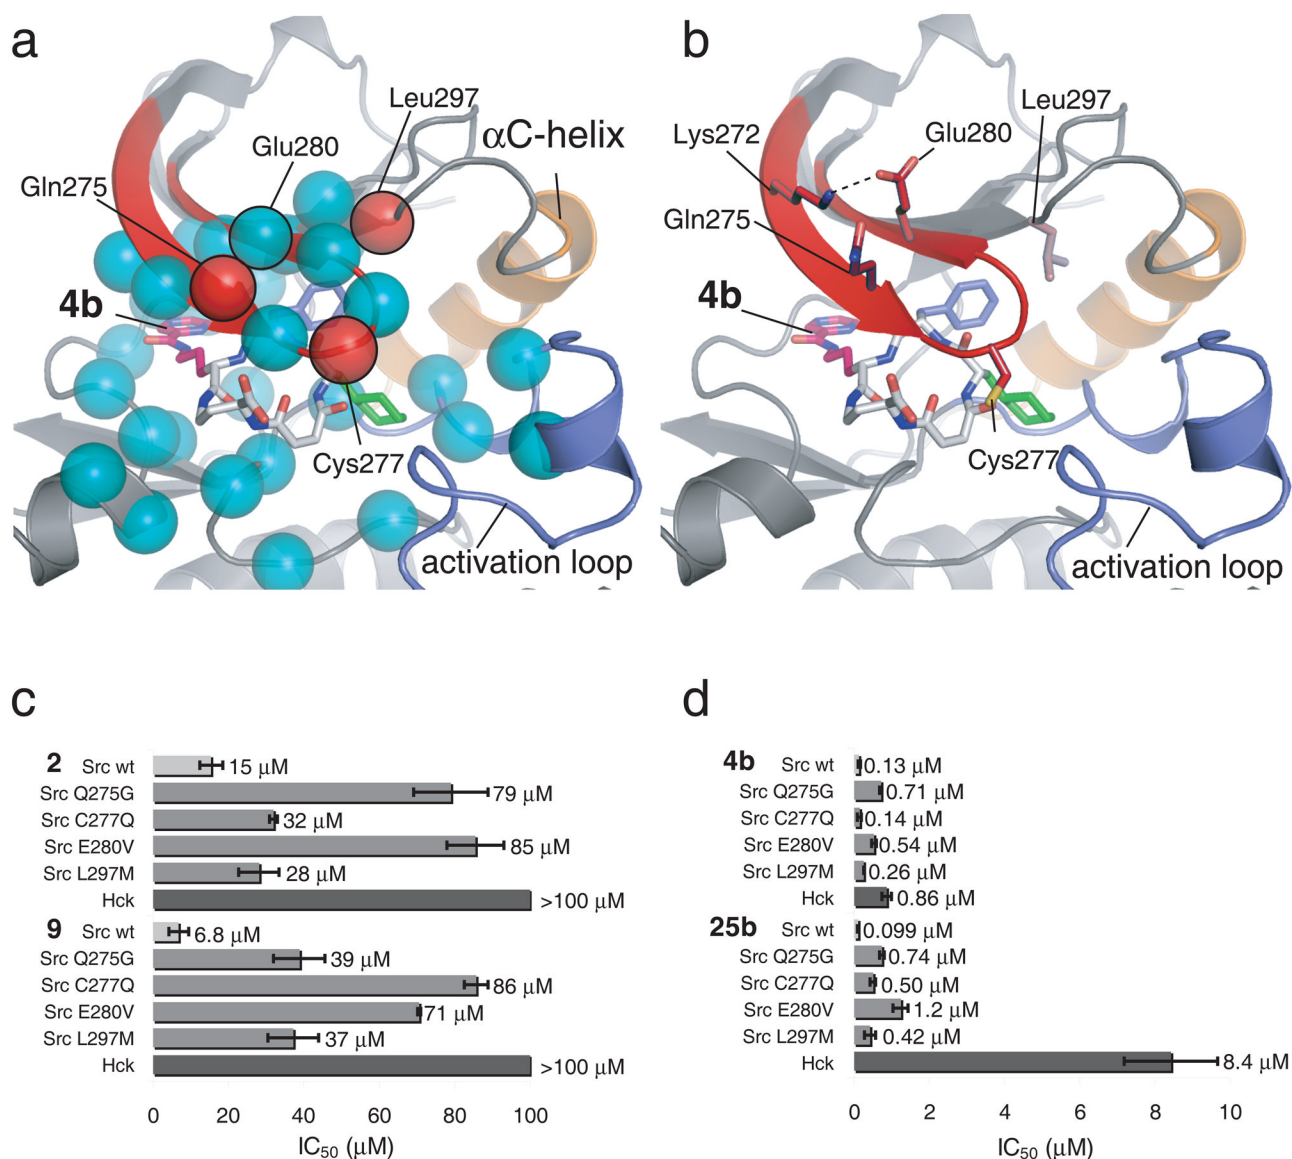 a
Leu297
αC-helix
Glu280
Gln275
4b
Cys277
activation loop
b
Leu297
Lys272
Glu280
Gln275
4b
Cys277
activation loop
c
2 Src wt 15 μM
Src Q275G 79 μM
Src C277Q 32 μM
Src E280V 85 μM
Src L297M 28 μM
Hck >100 μM
9 Src wt 6.8 μM
Src Q275G 39 μM
Src C277Q 86 μM
Src E280V 71 μM
Src L297M 37 μM
Hck >100 μM
0 20 40 60 80 100
IC50 (μM)
d
4b Src wt 0.13 μM
Src Q275G 0.71 μM
Src C277Q 0.14 μM
Src E280V 0.54 μM
Src L297M 0.26 μM
Hck 0.86 μM
25b Src wt 0.099 μM
Src Q275G 0.74 μM
Src C277Q 0.50 μM
Src E280V 1.2 μM
Src L297M 0.42 μM
Hck 8.4 μM
0 2 4 6 8 10
IC50 (μM)